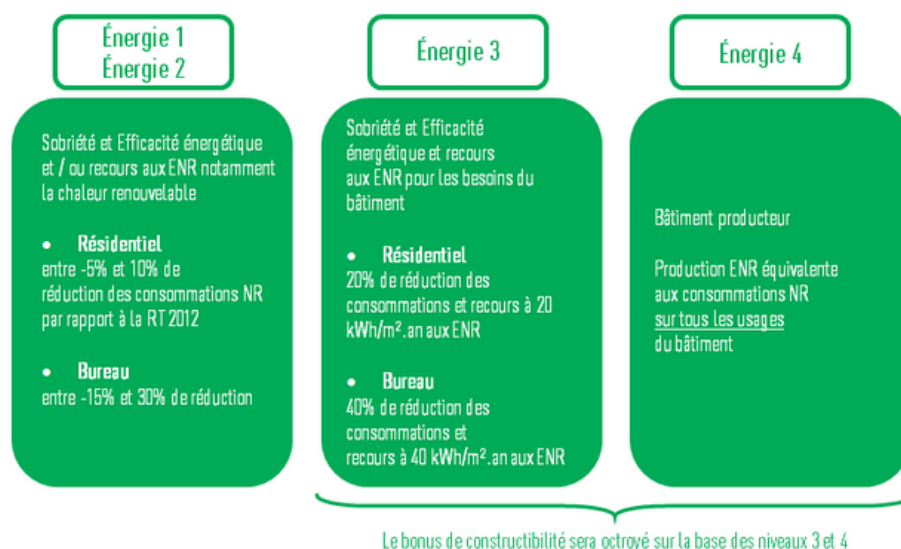 Énergie 1
Énergie 2
Sobriété et Efficacité énergétique
et / ou recours aux ENR notamment
la chaleur renouvelable
• Résidentiel
entre -5% et 10% de
réduction des consommations NR
par rapport à la RT 2012
• Bureau
entre -15% et 30% de réduction
Énergie 3
Sobriété et Efficacité
énergétique et recours
aux ENR pour les besoins du
bâtiment
• Résidentiel
20% de réduction des
consommations et recours à 20
kWh/m².an aux ENR
• Bureau
40% de réduction des
consommations et
recours à 40 kWh/m².an aux ENR
Énergie 4
Bâtiment producteur
Production ENR équivalente
aux consommations NR
sur tous les usages
du bâtiment
Le bonus de constructibilité sera octroyé sur la base des niveaux 3 et 4